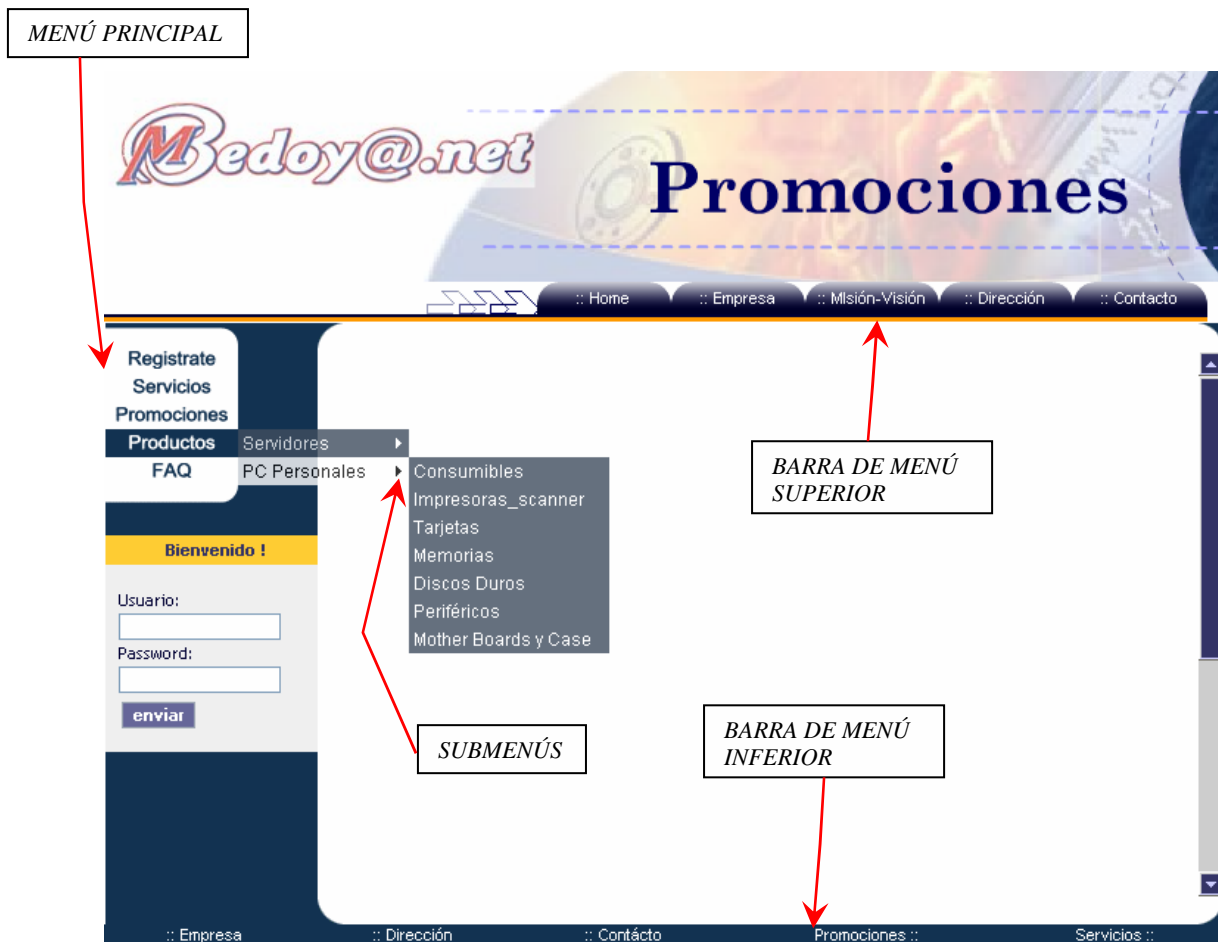 MENÚ PRINCIPAL
Bedoy@.net
Promociones
:: Home :: Empresa :: MIsión-Visión :: Dirección :: Contacto
Registrate
Servicios
Promociones
Productos Servidores
FAQ PC Personales
Consumibles
Impresoras_scanner
Tarjetas
Memorias
Discos Duros
Periféricos
Mother Boards y Case
BARRA DE MENÚ
SUPERIOR
Bienvenido !
Usuario:
Password:
enviar
SUBMENÚS
BARRA DE MENÚ
INFERIOR
:: Empresa :: Dirección :: Contácto Promociones :: Servicios ::